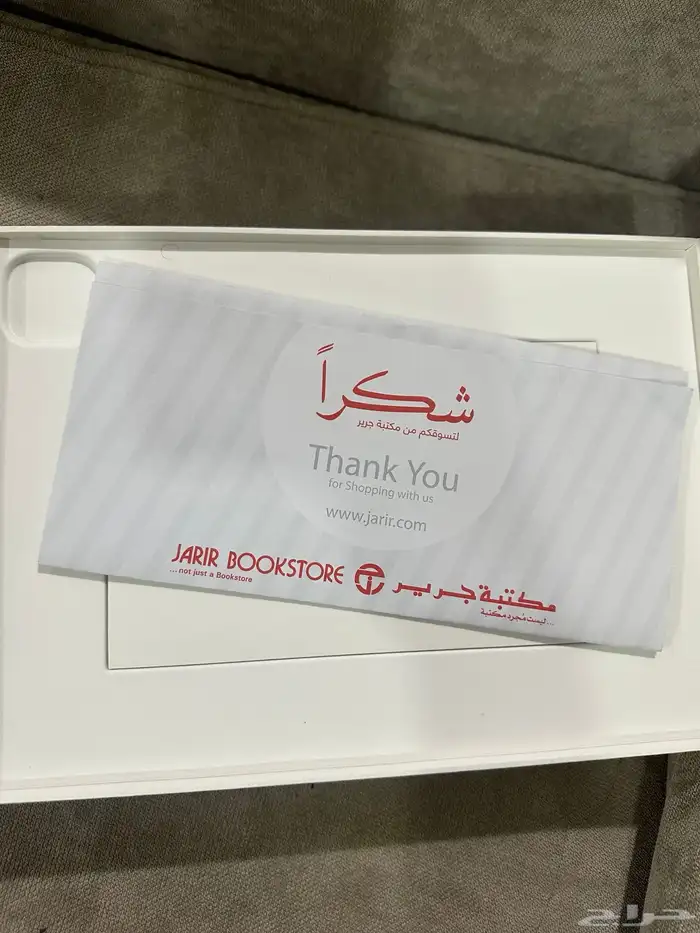 شكراً
لتسوقكم من مكتبة جرير
Thank You
for Shopping with us
www.jarir.com
JARIR BOOKSTORE مكتبة جرير
... not just a Bookstore ...ليست مُجرد مكتبة
حراج